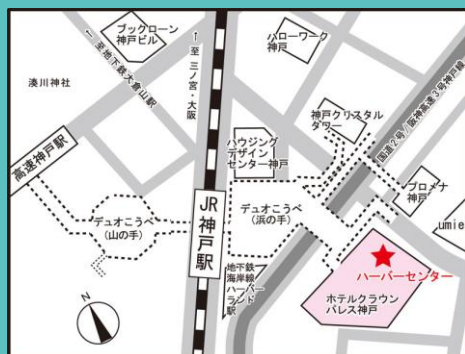 ブックローン
神戸ビル
↑至地下鉄大倉山駅
湊川神社
↑至三ノ宮・大阪
ハローワーク
神戸
神戸クリスタル
タワー
国道2号/阪神高速3号神戸線
高速神戸駅
ハウジング
デザイン
センター神戸
プロメナ
神戸
デュオこうべ
(山の手)
JR神戸駅
デュオこうべ
(浜の手)
umie
地下鉄
海岸線
ハーバー
ランド
駅
ハーバーセンター
ホテルクラウン
パレス神戸
N